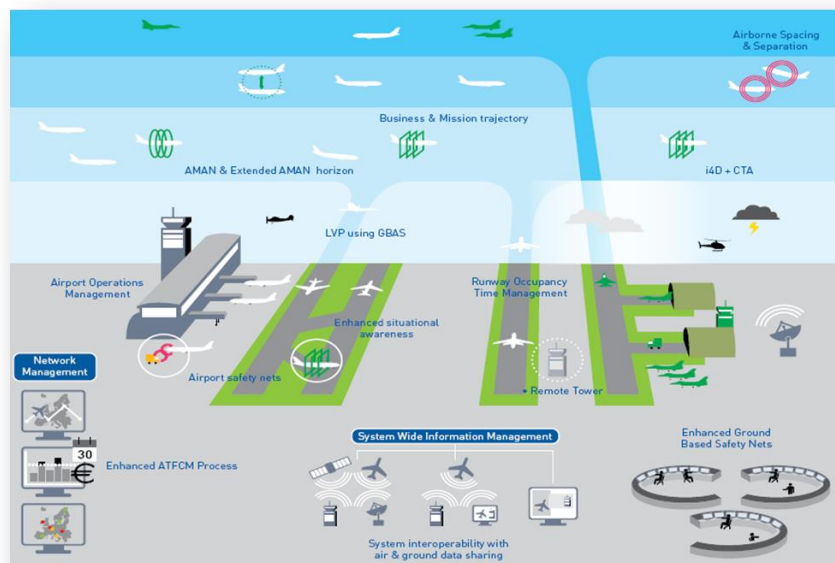 Airborne Spacing
& Separation
Business & Mission trajectory
AMAN & Extended AMAN horizon
i4D + CTA
LVP using GBAS
Airport Operations
Management
Runway Occupancy
Time Management
Enhanced situational
awareness
Network
Management
Airport safety nets
• Remote Tower
System Wide Information Management
Enhanced Ground
Based Safety Nets
30
€
Enhanced ATFCM Process
System interoperability with
air & ground data sharing